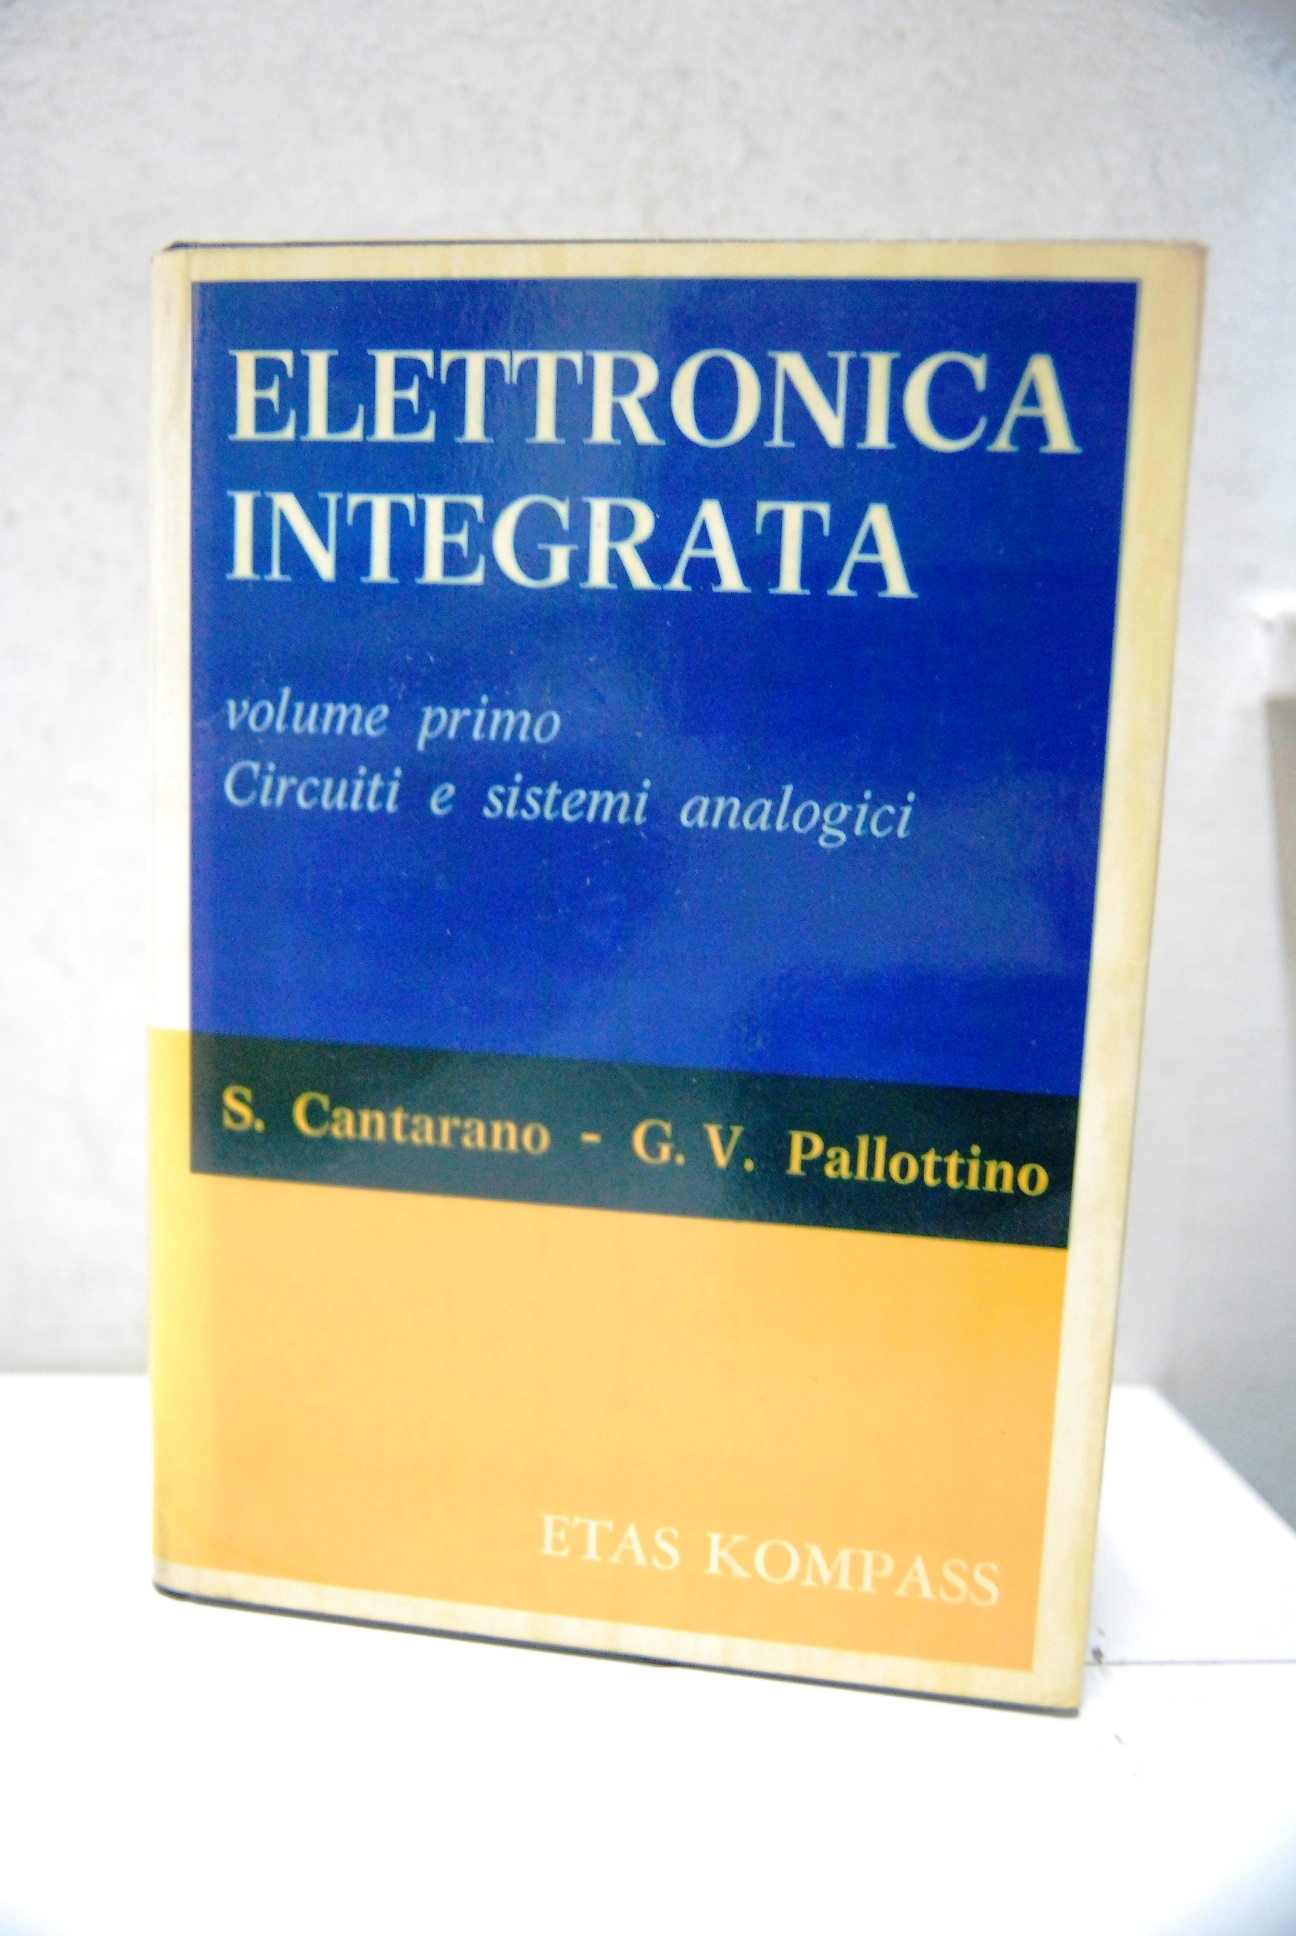 ELETTRONICA
INTEGRATA
volume primo
Circuiti e sistemi analogici
S. Cantarano - G. V. Pallottino
ETAS KOMPASS